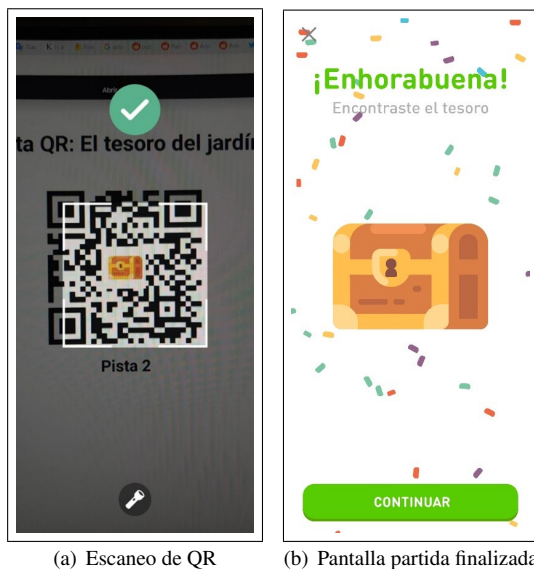 ta QR: El tesoro del jardín
Pista 2
¡Enhorabuena!
Encontraste el tesoro
CONTINUAR
(a) Escaneo de QR
(b) Pantalla partida finalizada